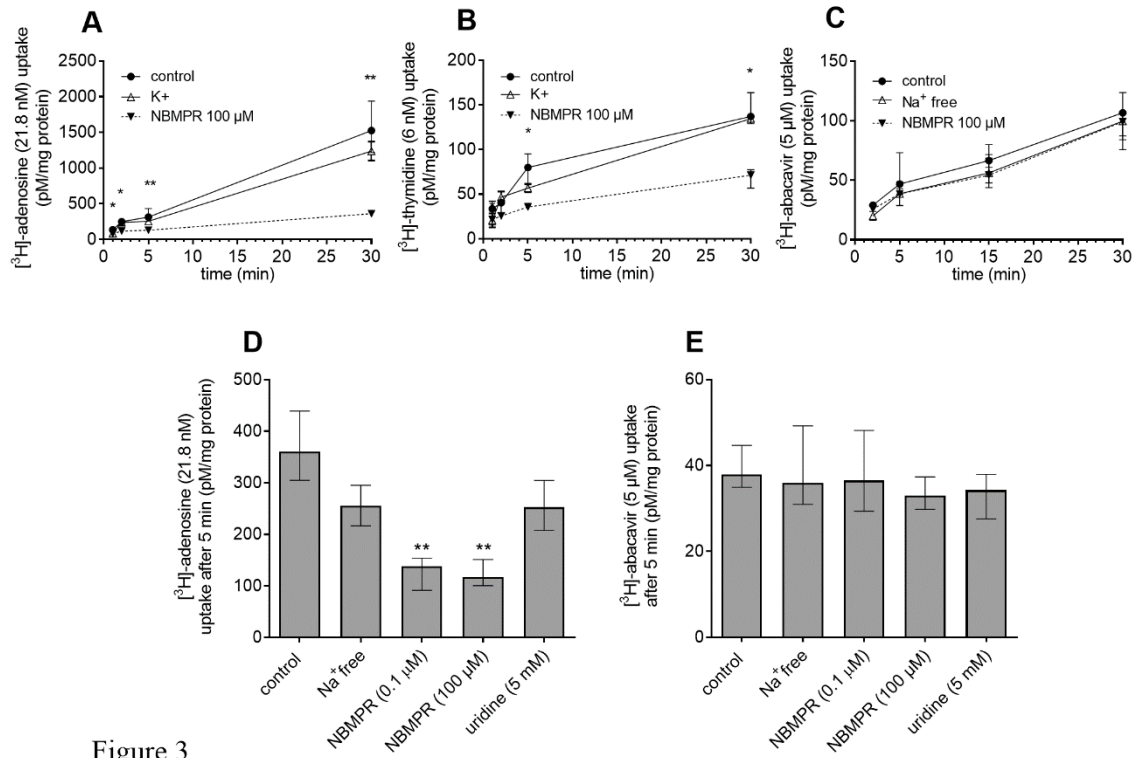 A
[³H]-adenosine (21.8 nM) uptake
(pM/mg protein)
2500
2000
1500
1000
500
0
control
K+
NBMPR 100 µM
*
*
**
**
0
5
10
15
20
25
30
time (min)
B
[³H]-thymidine (6 nM) uptake
(pM/mg protein)
200
150
100
50
0
control
K+
NBMPR 100 µM
*
*
0
5
10
15
20
25
30
time (min)
C
[³H]-abacavir (5 µM) uptake
(pM/mg protein)
150
100
50
0
control
Na⁺ free
NBMPR 100 µM
0
5
10
15
20
25
30
time (min)
D
[³H]-adenosine (21.8 nM)
uptake after 5 min (pM/mg protein)
500
400
300
200
100
0
**
**
control
Na⁺free
NBMPR (0.1 µM)
NBMPR (100 µM)
uridine (5 mM)
E
[³H]-abacavir (5 µM) uptake
after 5 min (pM/mg protein)
60
40
20
0
control
Na⁺free
NBMPR (0.1 µM)
NBMPR (100 µM)
uridine (5 mM)
Figure 3